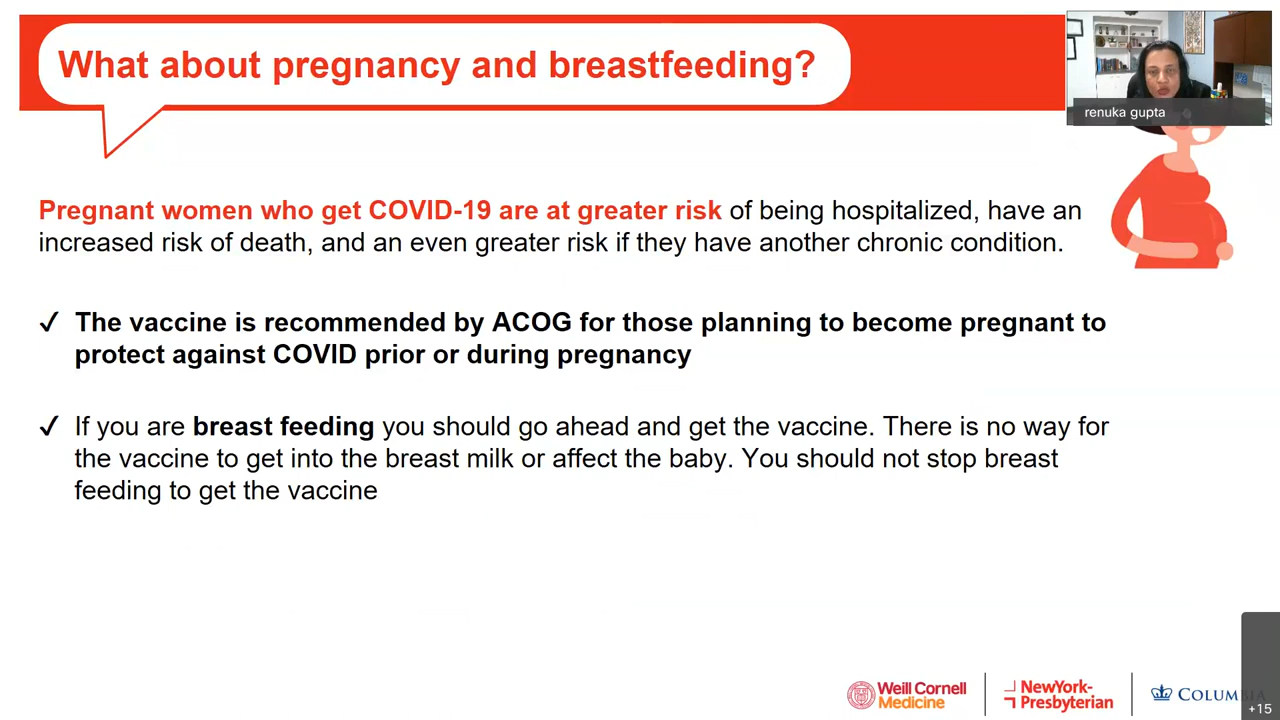 What about pregnancy and breastfeeding?
renuka gupta
Pregnant women who get COVID-19 are at greater risk of being hospitalized, have an
increased risk of death, and an even greater risk if they have another chronic condition.
✓ The vaccine is recommended by ACOG for those planning to become pregnant to
protect against COVID prior or during pregnancy
✓ If you are breast feeding you should go ahead and get the vaccine. There is no way for
the vaccine to get into the breast milk or affect the baby. You should not stop breast
feeding to get the vaccine
Weill Cornell
Medicine
NewYork-
Presbyterian
COLUMBIA
+15